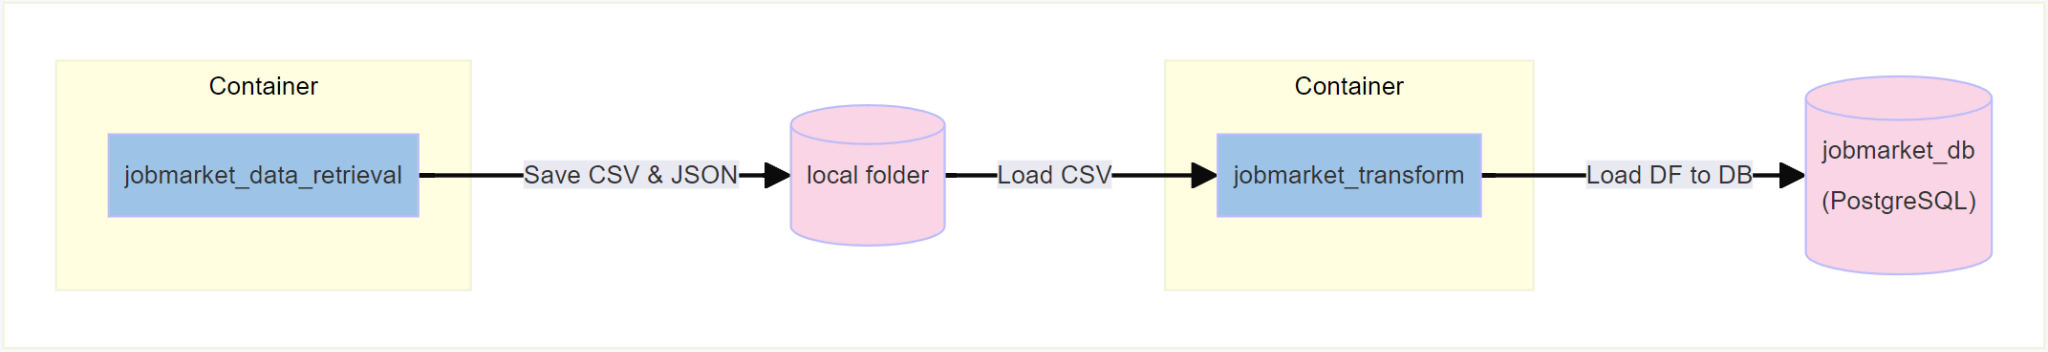 Container
jobmarket_data_retrieval
Save CSV & JSON
local folder
Load CSV
Container
jobmarket_transform
Load DF to DB
jobmarket_db
(PostgreSQL)